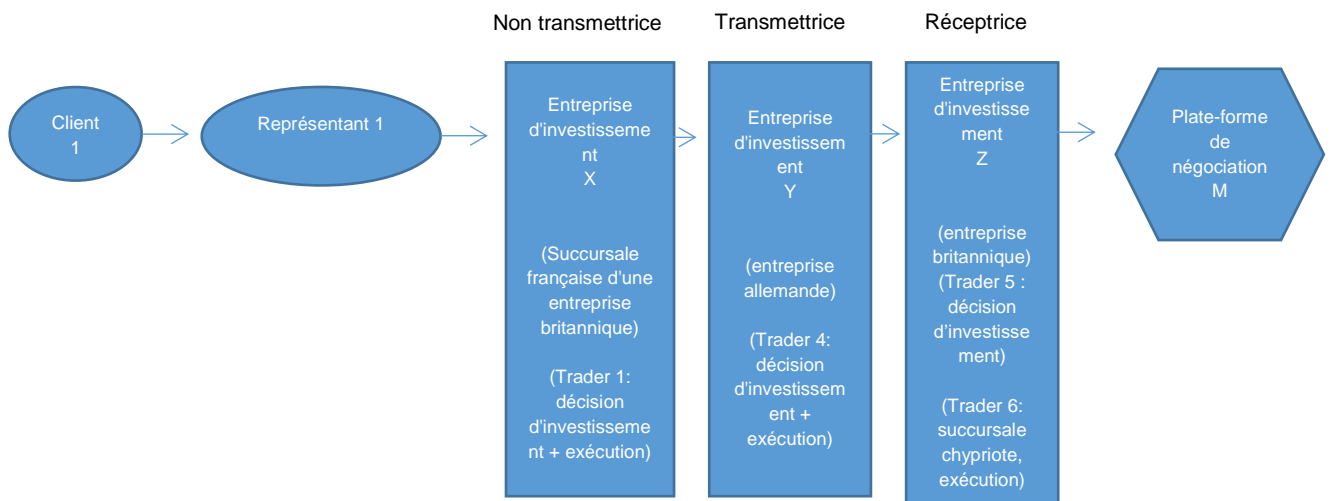 Non transmettrice
Transmettrice
Réceptrice
Client
1
Représentant 1
Entreprise
d'investisseme
nt
X
(Succursale
française d'une
entreprise
britannique)
(Trader 1:
décision
d'investisseme
nt + exécution)
Entreprise
d'investissem
ent
Y
(entreprise
allemande)
(Trader 4:
décision
d'investissem
ent +
exécution)
Entreprise
d'investisse
ment
Z
(entreprise
britannique)
(Trader 5 :
décision
d'investisse
ment)
(Trader 6:
succursale
chypriote,
exécution)
Plate-forme
de
négociation
M